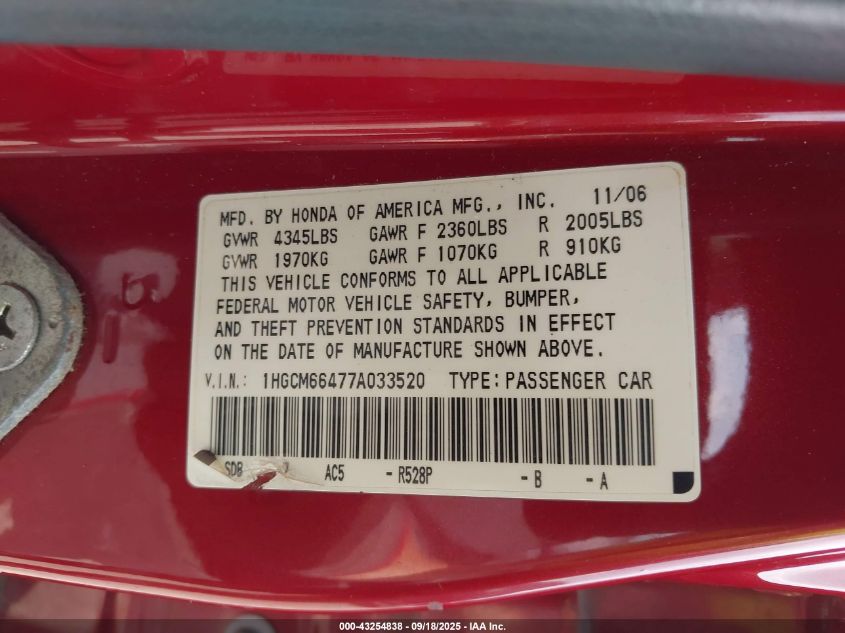 MFD. BY HONDA OF AMERICA MFG., INC. 11/06
GVWR 4345LBS GAWR F 2360LBS R 2005LBS
GVWR 1970KG GAWR F 1070KG R 910KG
THIS VEHICLE CONFORMS TO ALL APPLICABLE
FEDERAL MOTOR VEHICLE SAFETY, BUMPER,
AND THEFT PREVENTION STANDARDS IN EFFECT
ON THE DATE OF MANUFACTURE SHOWN ABOVE.
V.I.N.: 1HGCM66477A033520 TYPE: PASSENGER CAR
AC5 - R528P - B - A
000-43254838 - 09/18/2025 - IAA Inc.